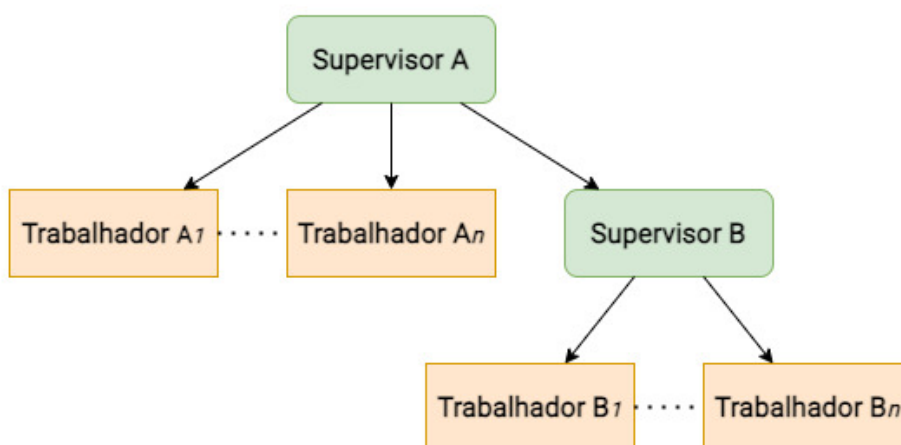 Supervisor A
Trabalhador A1
Trabalhador An
Supervisor B
Trabalhador B1
Trabalhador Bn